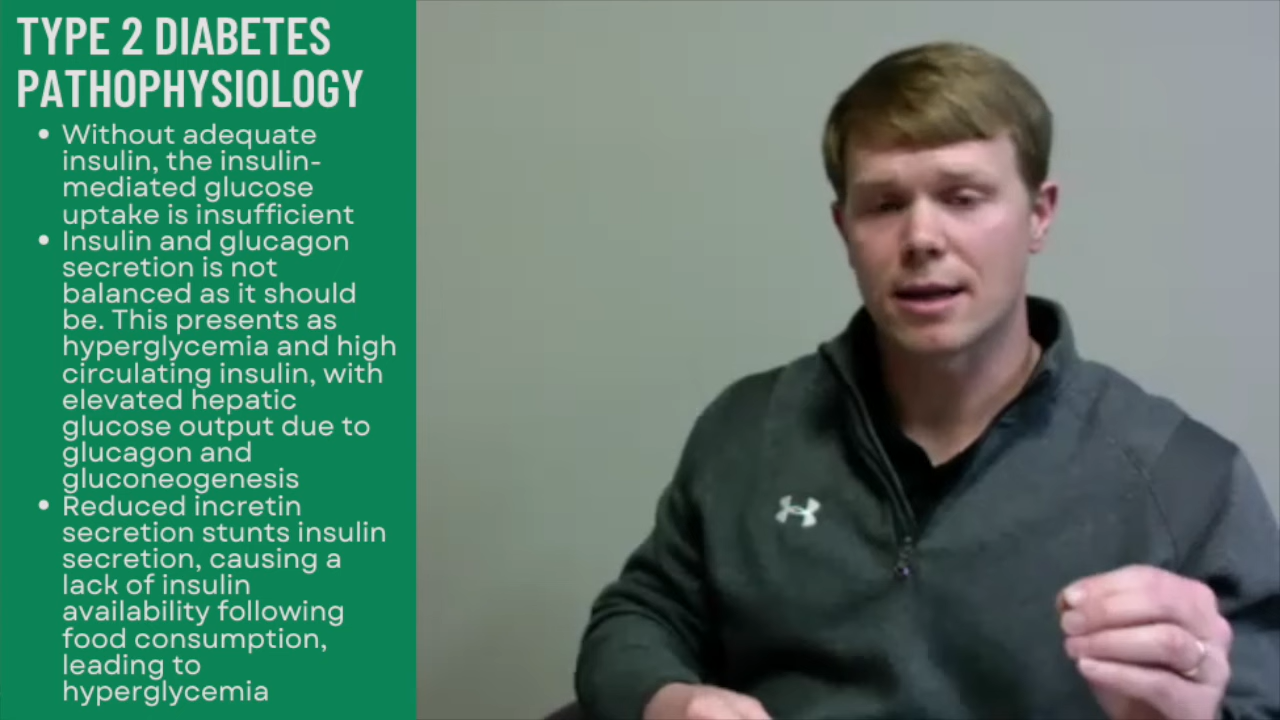 TYPE 2 DIABETES
PATHOPHYSIOLOGY
• Without adequate
insulin, the insulin-
mediated glucose
uptake is insufficient
• Insulin and glucagon
secretion is not
balanced as it should
be. This presents as
hyperglycemia and high
circulating insulin, with
elevated hepatic
glucose output due to
glucagon and
gluconeogenesis
• Reduced incretin
secretion stunts insulin
secretion, causing a
lack of insulin
availability following
food consumption,
leading to
hyperglycemia